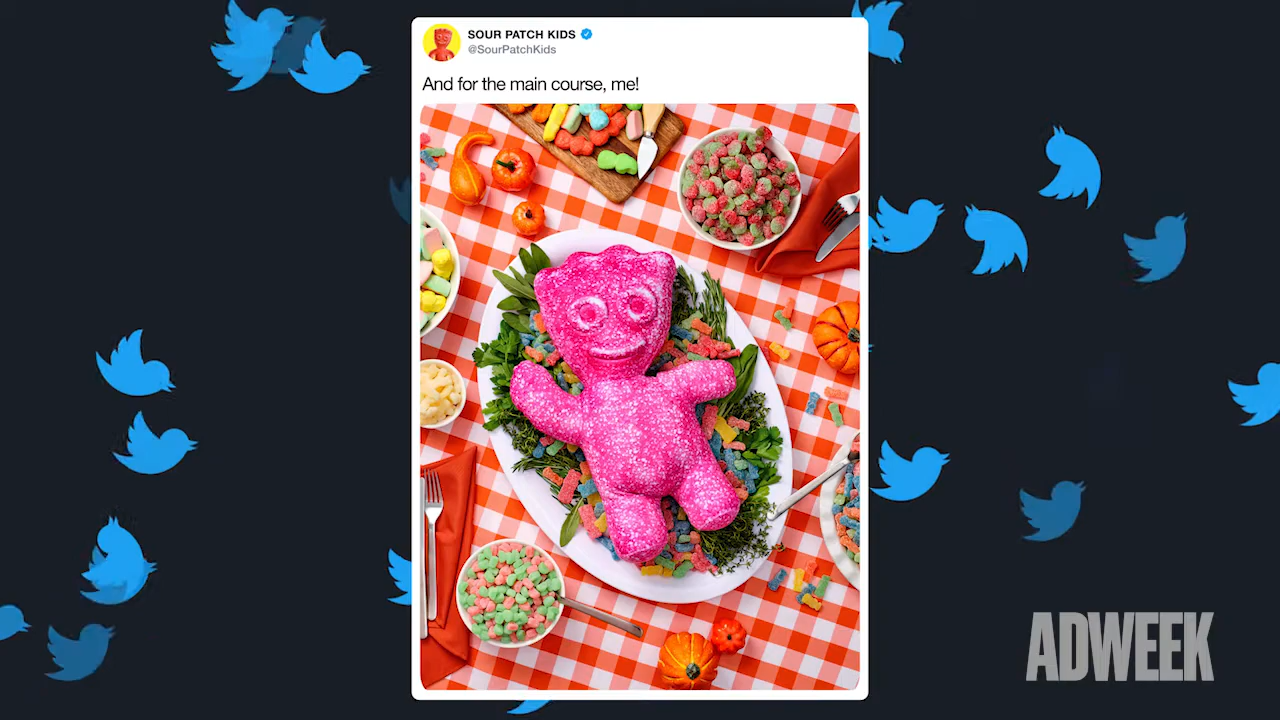 SOUR PATCH KIDS
@SourPatchKids
And for the main course, me!
ADWEEK